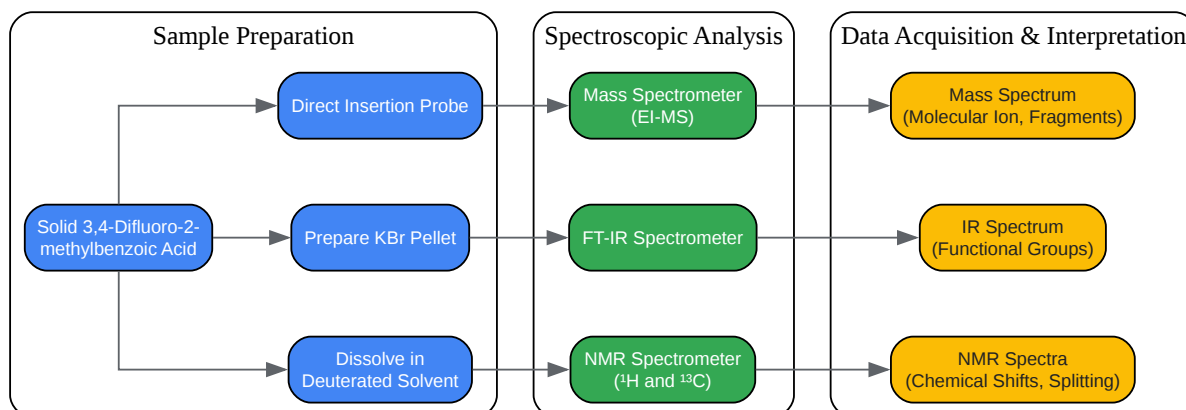 Sample Preparation
Spectroscopic Analysis
Data Acquisition & Interpretation
Direct Insertion Probe
Mass Spectrometer
(EI-MS)
Mass Spectrum
(Molecular Ion, Fragments)
Solid 3,4-Difluoro-2-
methylbenzoic Acid
Prepare KBr Pellet
FT-IR Spectrometer
IR Spectrum
(Functional Groups)
Dissolve in
Deuterated Solvent
NMR Spectrometer
(¹H and ¹³C)
NMR Spectra
(Chemical Shifts, Splitting)